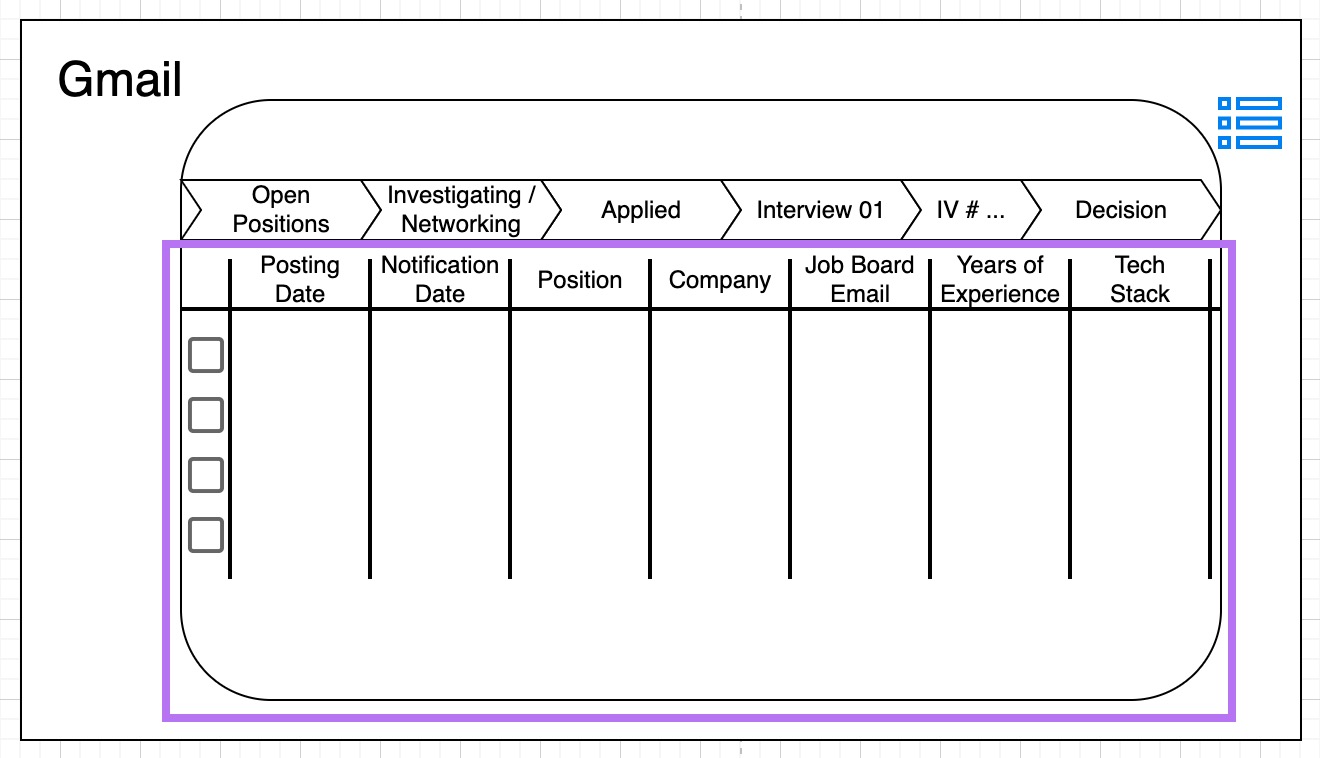 Gmail
Open
Positions
Investigating /
Networking
Applied
Interview 01
IV # ...
Decision
Posting
Date
Notification
Date
Position
Company
Job Board
Email
Years of
Experience
Tech
Stack